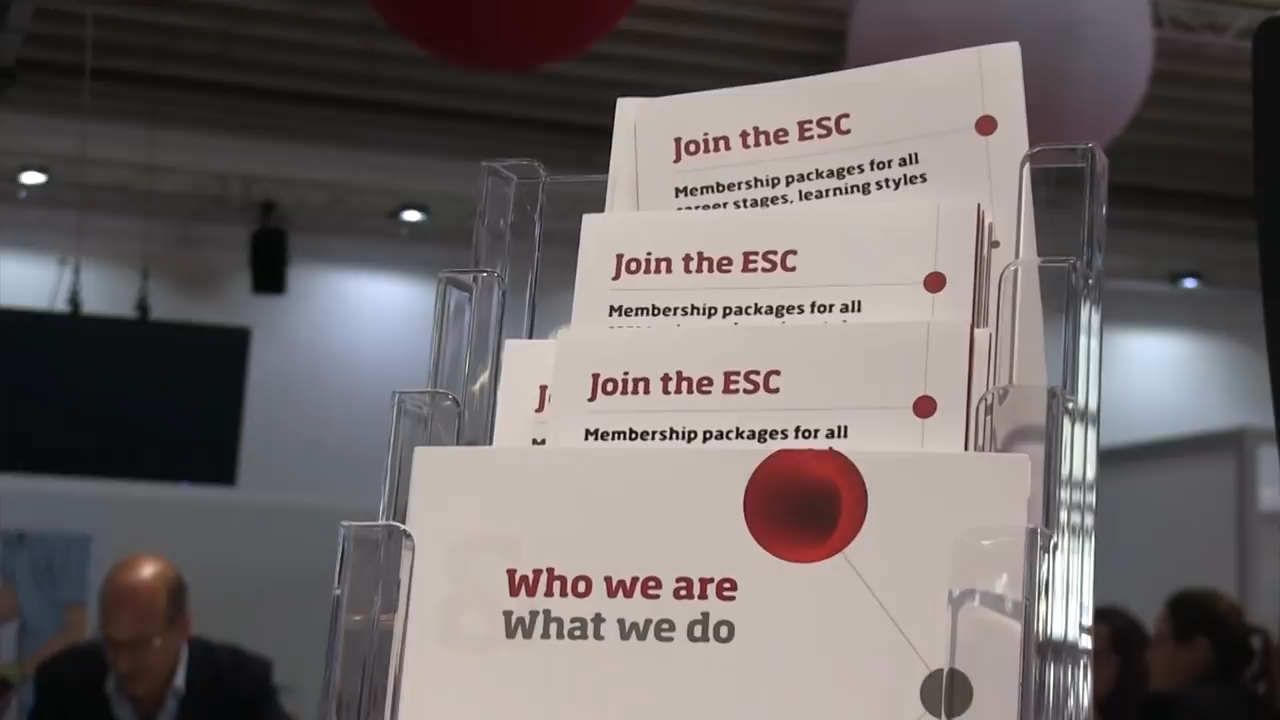 Join the ESC
Membership packages for all
career stages, learning styles
Join the ESC
Membership packages for all
Join the ESC
Membership packages for all
&
Who we are
What we do